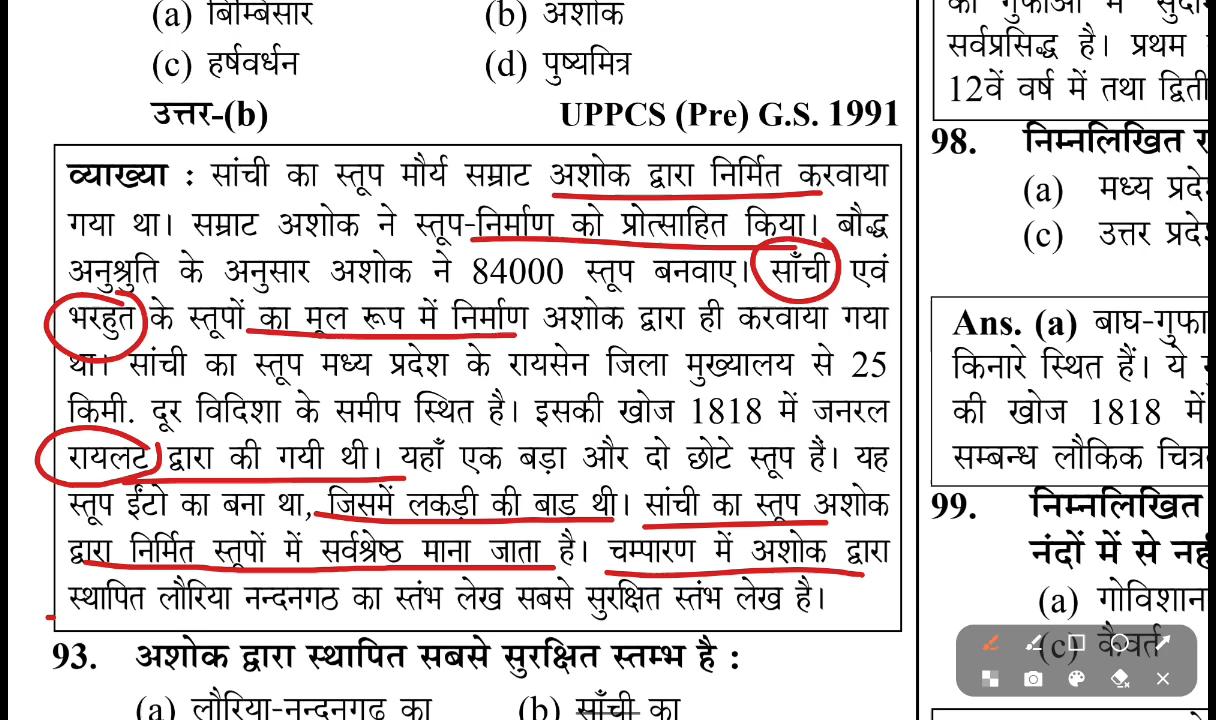 (a) बिम्बिसार (b) अशोक
(c) हर्षवर्धन (d) पुष्यमित्र
उत्तर-(b) UPPCS (Pre) G.S. 1991
व्याख्या : सांची का स्तूप मौर्य सम्राट अशोक द्वारा निर्मित करवाया
गया था। सम्राट अशोक ने स्तूप-निर्माण को प्रोत्साहित किया। बौद्ध
अनुश्रुति के अनुसार अशोक ने 84000 स्तूप बनवाए। साँची एवं
भरहुत के स्तूपों का मूल रूप में निर्माण अशोक द्वारा ही करवाया गया
था। सांची का स्तूप मध्य प्रदेश के रायसेन जिला मुख्यालय से 25
किमी. दूर विदिशा के समीप स्थित है। इसकी खोज 1818 में जनरल
रायलट द्वारा की गयी थी। यहाँ एक बड़ा और दो छोटे स्तूप हैं। यह
स्तूप ईंटो का बना था, जिसमें लकड़ी की बाड थी। सांची का स्तूप अशोक
द्वारा निर्मित स्तूपों में सर्वश्रेष्ठ माना जाता है। चम्पारण में अशोक द्वारा
स्थापित लौरिया नन्दनगठ का स्तंभ लेख सबसे सुरक्षित स्तंभ लेख है।
93. अशोक द्वारा स्थापित सबसे सुरक्षित स्तम्भ है :
(a) लौरिया-नन्दनगढ़ का (b) साँची का
की गुफाओं में
सर्वप्रसिद्ध है। प्रथम
12वें वर्ष में तथा
98. निम्नलिखित
(a) मध्य
(c) उत्तर
Ans. (a) बाघ-गुफा
किनारे स्थित हैं। ये
की खोज 1818 में
सम्बन्ध लौकिक
99. निम्नलिखित
नंदों में से
(a) गोविशान
(c) कैवर्त